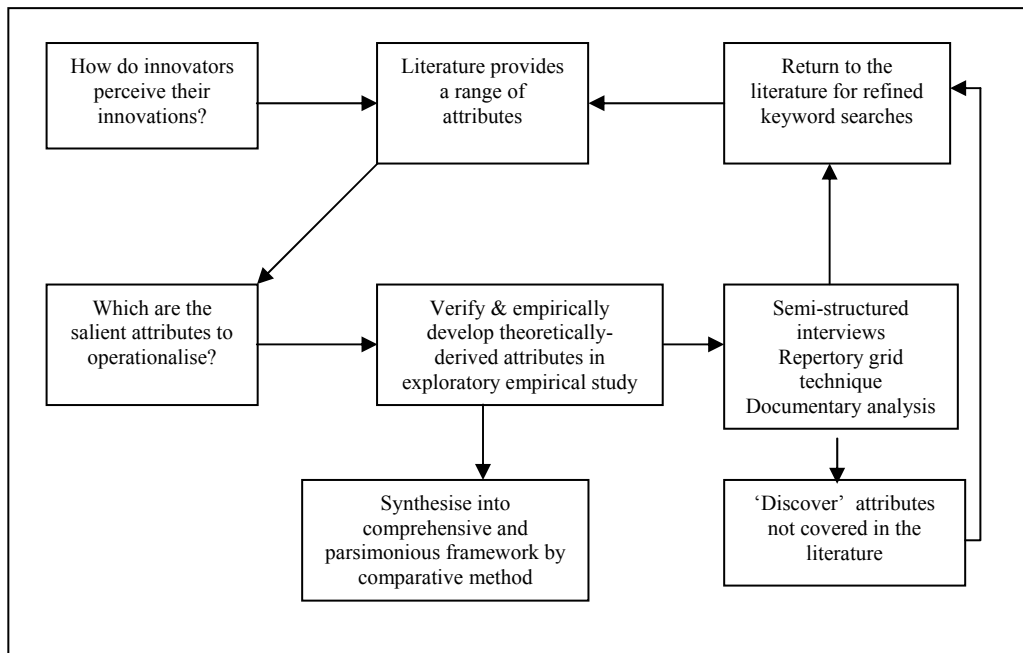 How do innovators
perceive their
innovations?
Literature provides
a range of
attributes
Return to the
literature for refined
keyword searches
Which are the
salient attributes to
operationalise?
Verify & empirically
develop theoretically-
derived attributes in
exploratory empirical study
Semi-structured
interviews
Repertory grid
technique
Documentary analysis
Synthesise into
comprehensive and
parsimonious framework by
comparative method
‘Discover’ attributes
not covered in the
literature